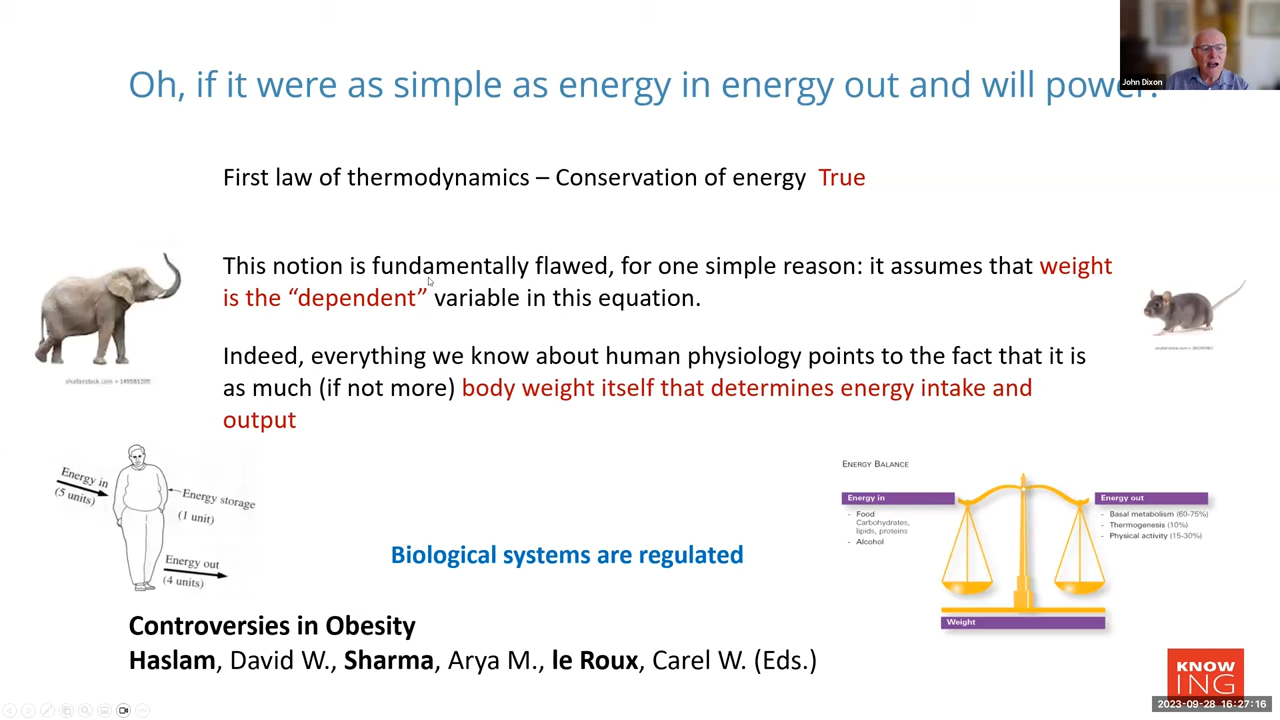 John Dixon
Oh, if it were as simple as energy in energy out and will power.
First law of thermodynamics – Conservation of energy True
This notion is fundamentally flawed, for one simple reason: it assumes that weight
is the “dependent” variable in this equation.
Indeed, everything we know about human physiology points to the fact that it is
as much (if not more) body weight itself that determines energy intake and
output
Energy in
(5 units)
Energy storage
(1 unit)
Energy out
(4 units)
ENERGY BALANCE
Energy in
- Food
Carbohydrates,
lipids, proteins
- Alcohol
Energy out
- Basal metabolism (60-75%)
- Thermogenesis (10%)
- Physical activity (15-30%)
Weight
Biological systems are regulated
Controversies in Obesity
Haslam, David W., Sharma, Arya M., le Roux, Carel W. (Eds.)
KNOW
ING
2023-09-28 16:27:16